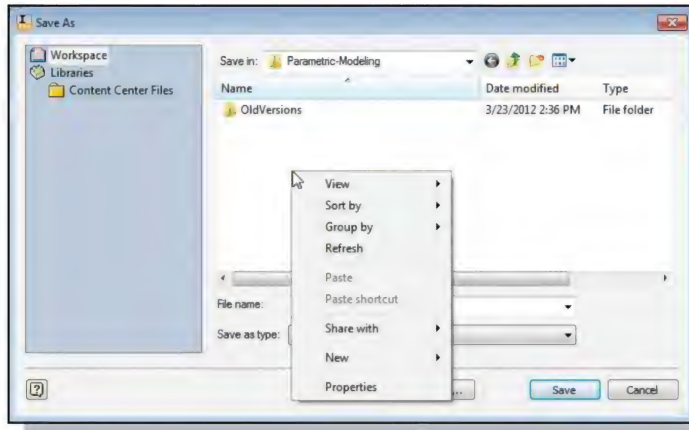 Save As
Workspace
Libraries
Content Center Files
Save in: Parametric-Modeling
Name Date modified Type
OldVersions 3/23/2012 2:36 PM File folder
View
Sort by
Group by
Refresh
Paste
Paste shortcut
Share with
New
Properties
File name:
Save as type:
...
Save Cancel